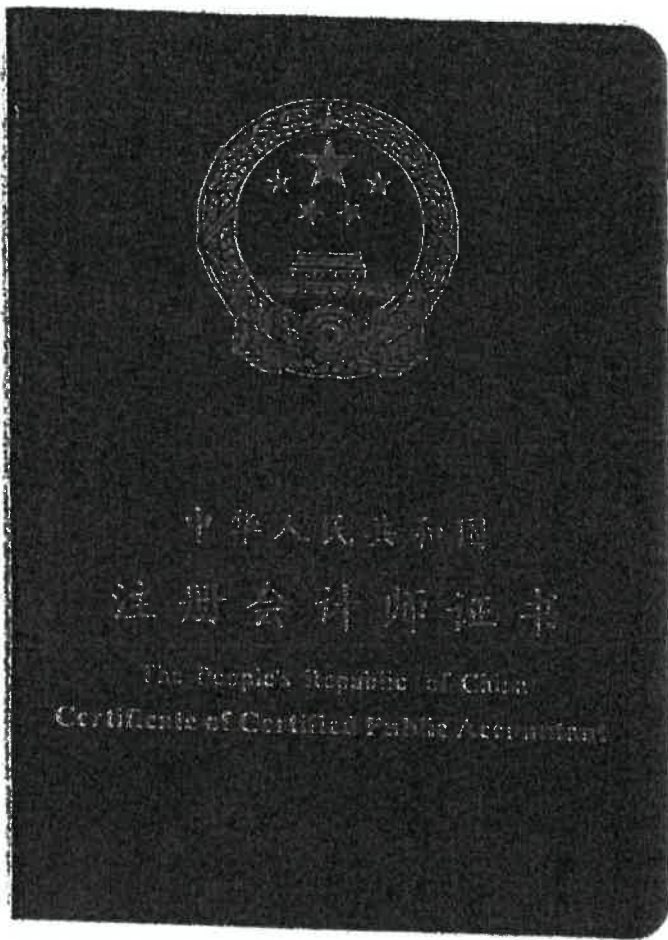 中华人民共和国
注册会计师证书
The People's Republic of China
Certificate of Certified Public Accountant